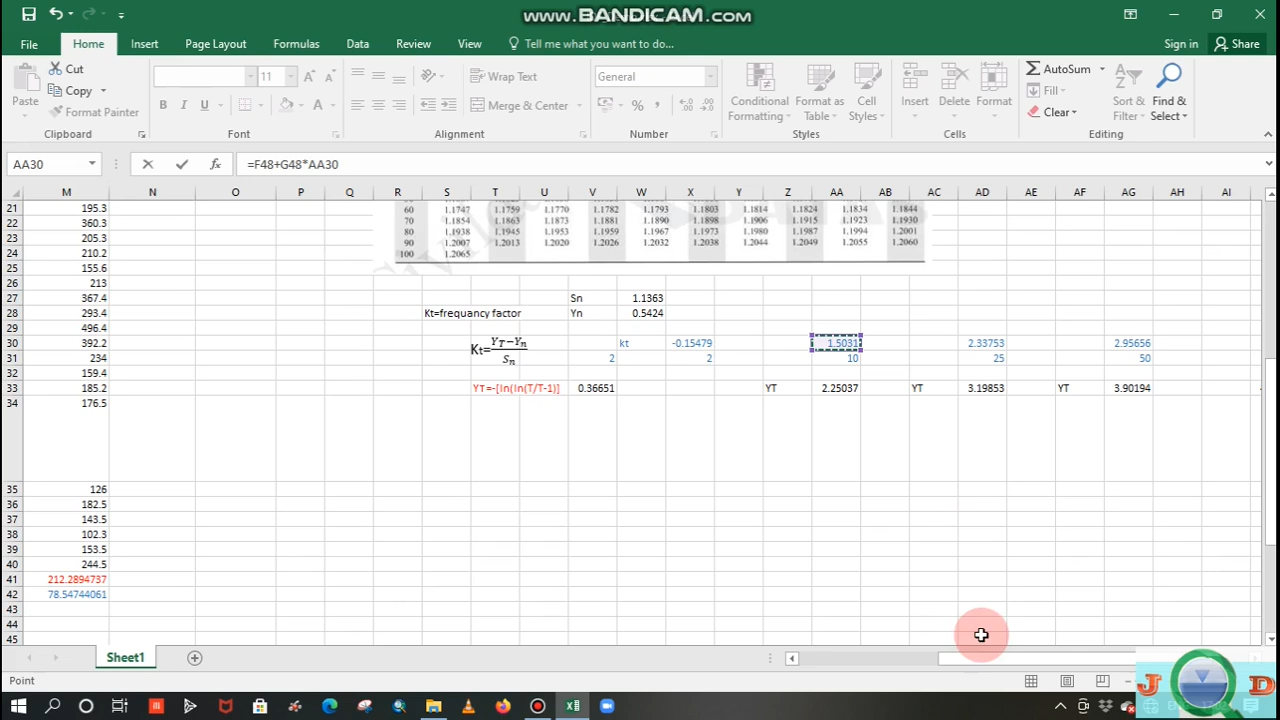 WWW.BANDICAM.COM
File Home Insert Page Layout Formulas Data Review View Tell me what you want to do... Sign in Share
Cut
Copy
Format Painter
Paste
11
B I U
Wrap Text
Merge & Center
General
Conditional Formatting
Format as Table
Cell Styles
Insert Delete Format
AutoSum
Fill
Clear
Sort & Filter
Find & Select
Clipboard Font Alignment Number Styles Cells Editing
AA30 fx =F48+G48*AA30
M N O P Q R S T U V W X Y Z AA AB AC AD AE AF AG AH AI
21 195.3
60 1.1747 1.1759 1.1770 1.1782 1.1793 1.1803 1.1814 1.1824 1.1834 1.1844
22 360.3 70 1.1854 1.1863 1.1873 1.1881 1.1890 1.1898 1.1906 1.1915 1.1923 1.1930
23 205.3 80 1.1938 1.1945 1.1953 1.1959 1.1967 1.1973 1.1980 1.1987 1.1994 1.2001
24 210.2 90 1.2007 1.2013 1.2020 1.2026 1.2032 1.2038 1.2044 1.2049 1.2055 1.2060
100 1.2065
25 155.6
26 213
27 367.4 Sn 1.1363
28 293.4 Kt=frequancy factor Yn 0.5424
29 496.4
30 392.2 Kt=YT−Yn/Sn kt -0.15479 1.5031 2.33753 2.95656
31 234 2 2 10 25 50
32 159.4
33 185.2 YT=-[ln(ln(T/T-1)] 0.36651 YT 2.25037 YT 3.19853 YT 3.90194
34 176.5
35 126
36 182.5
37 143.5
38 102.3
39 153.5
40 244.5
41 212.2894737
42 78.54744061
43
44
45
Sheet1
Point
J D